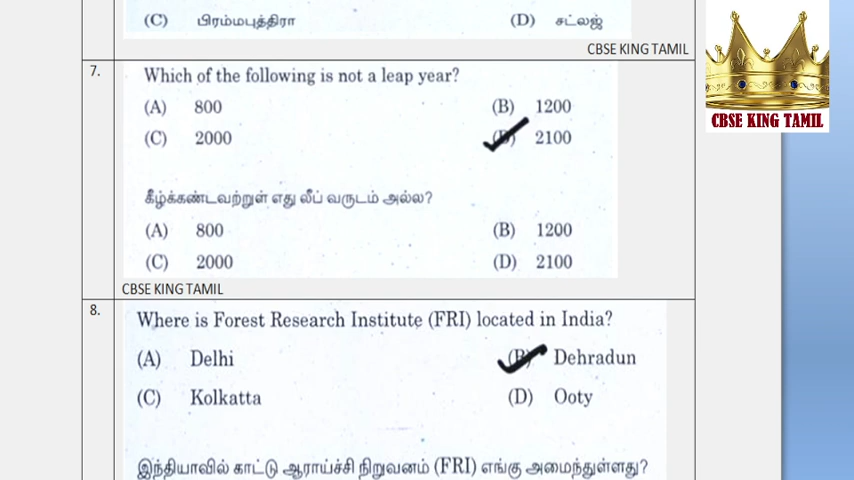 (C) பிரம்மபுத்திரா (D) சட்லஜ்
CBSE KING TAMIL
CBSE KING TAMIL
7. Which of the following is not a leap year?
(A) 800 (B) 1200
(C) 2000 (D) 2100
கீழ்க்கண்டவற்றுள் எது லீப் வருடம் அல்ல?
(A) 800 (B) 1200
(C) 2000 (D) 2100
CBSE KING TAMIL
8. Where is Forest Research Institute (FRI) located in India?
(A) Delhi (B) Dehradun
(C) Kolkatta (D) Ooty
இந்தியாவில் காட்டு ஆராய்ச்சி நிறுவனம் (FRI) எங்கு அமைந்துள்ளது?